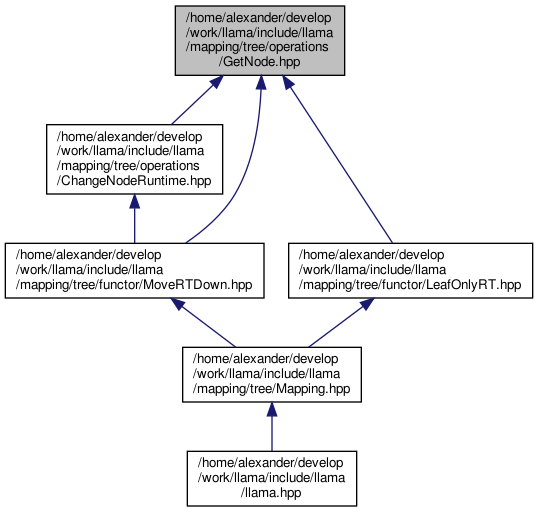 /home/alexander/develop
/work/llama/include/llama
/mapping/tree/operations
/GetNode.hpp
/home/alexander/develop
/work/llama/include/llama
/mapping/tree/operations
/ChangeNodeRuntime.hpp
/home/alexander/develop
/work/llama/include/llama
/mapping/tree/functor/MoveRTDown.hpp
/home/alexander/develop
/work/llama/include/llama
/mapping/tree/functor/LeafOnlyRT.hpp
/home/alexander/develop
/work/llama/include/llama
/mapping/tree/Mapping.hpp
/home/alexander/develop
/work/llama/include/llama
/llama.hpp